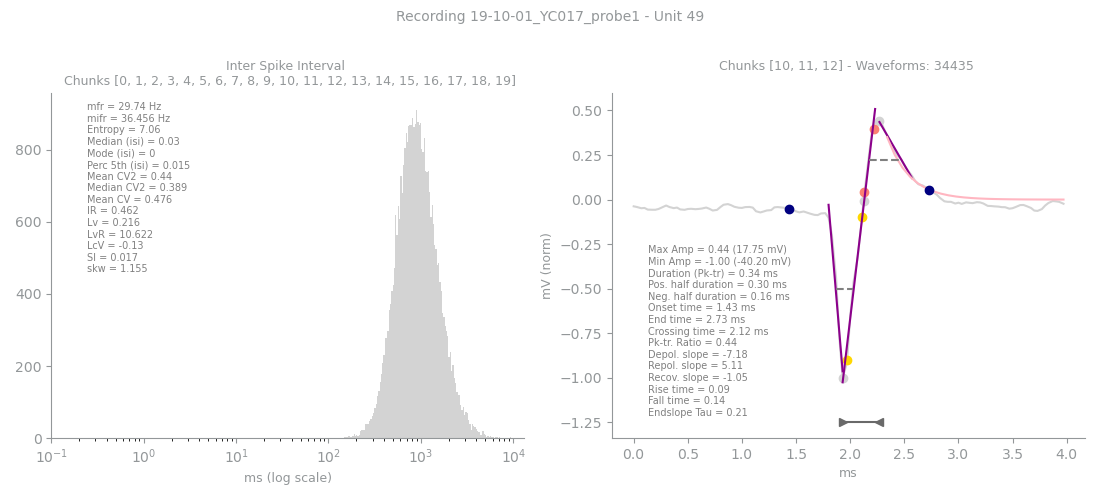 Recording 19-10-01_YC017_probe1 - Unit 49
Inter Spike Interval
Chunks [0, 1, 2, 3, 4, 5, 6, 7, 8, 9, 10, 11, 12, 13, 14, 15, 16, 17, 18, 19]
mfr = 29.74 Hz
mifr = 36.456 Hz
Entropy = 7.06
Median (isi) = 0.03
Mode (isi) = 0
Perc 5th (isi) = 0.015
Mean CV2 = 0.44
Median CV2 = 0.389
Mean CV = 0.476
IR = 0.462
Lv = 0.216
LvR = 10.622
LcV = -0.13
SI = 0.017
skw = 1.155
800
600
400
200
0
10⁻¹ 10⁰ 10¹ 10² 10³ 10⁴
ms (log scale)
Chunks [10, 11, 12] - Waveforms: 34435
mV (norm)
0.50
0.25
0.00
−0.25
−0.50
−0.75
−1.00
−1.25
Max Amp = 0.44 (17.75 mV)
Min Amp = -1.00 (-40.20 mV)
Duration (Pk-tr) = 0.34 ms
Pos. half duration = 0.30 ms
Neg. half duration = 0.16 ms
Onset time = 1.43 ms
End time = 2.73 ms
Crossing time = 2.12 ms
Pk-tr. Ratio = 0.44
Depol. slope = -7.18
Repol. slope = 5.11
Recov. slope = -1.05
Rise time = 0.09
Fall time = 0.14
Endslope Tau = 0.21
0.0 0.5 1.0 1.5 2.0 2.5 3.0 3.5 4.0
ms